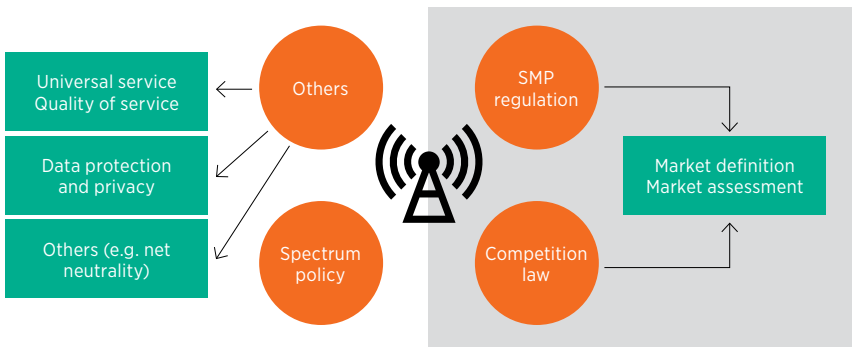 Universal service
Quality of service
Data protection
and privacy
Others (e.g. net
neutrality)
Others
Spectrum
policy
SMP
regulation
Competition
law
Market definition
Market assessment